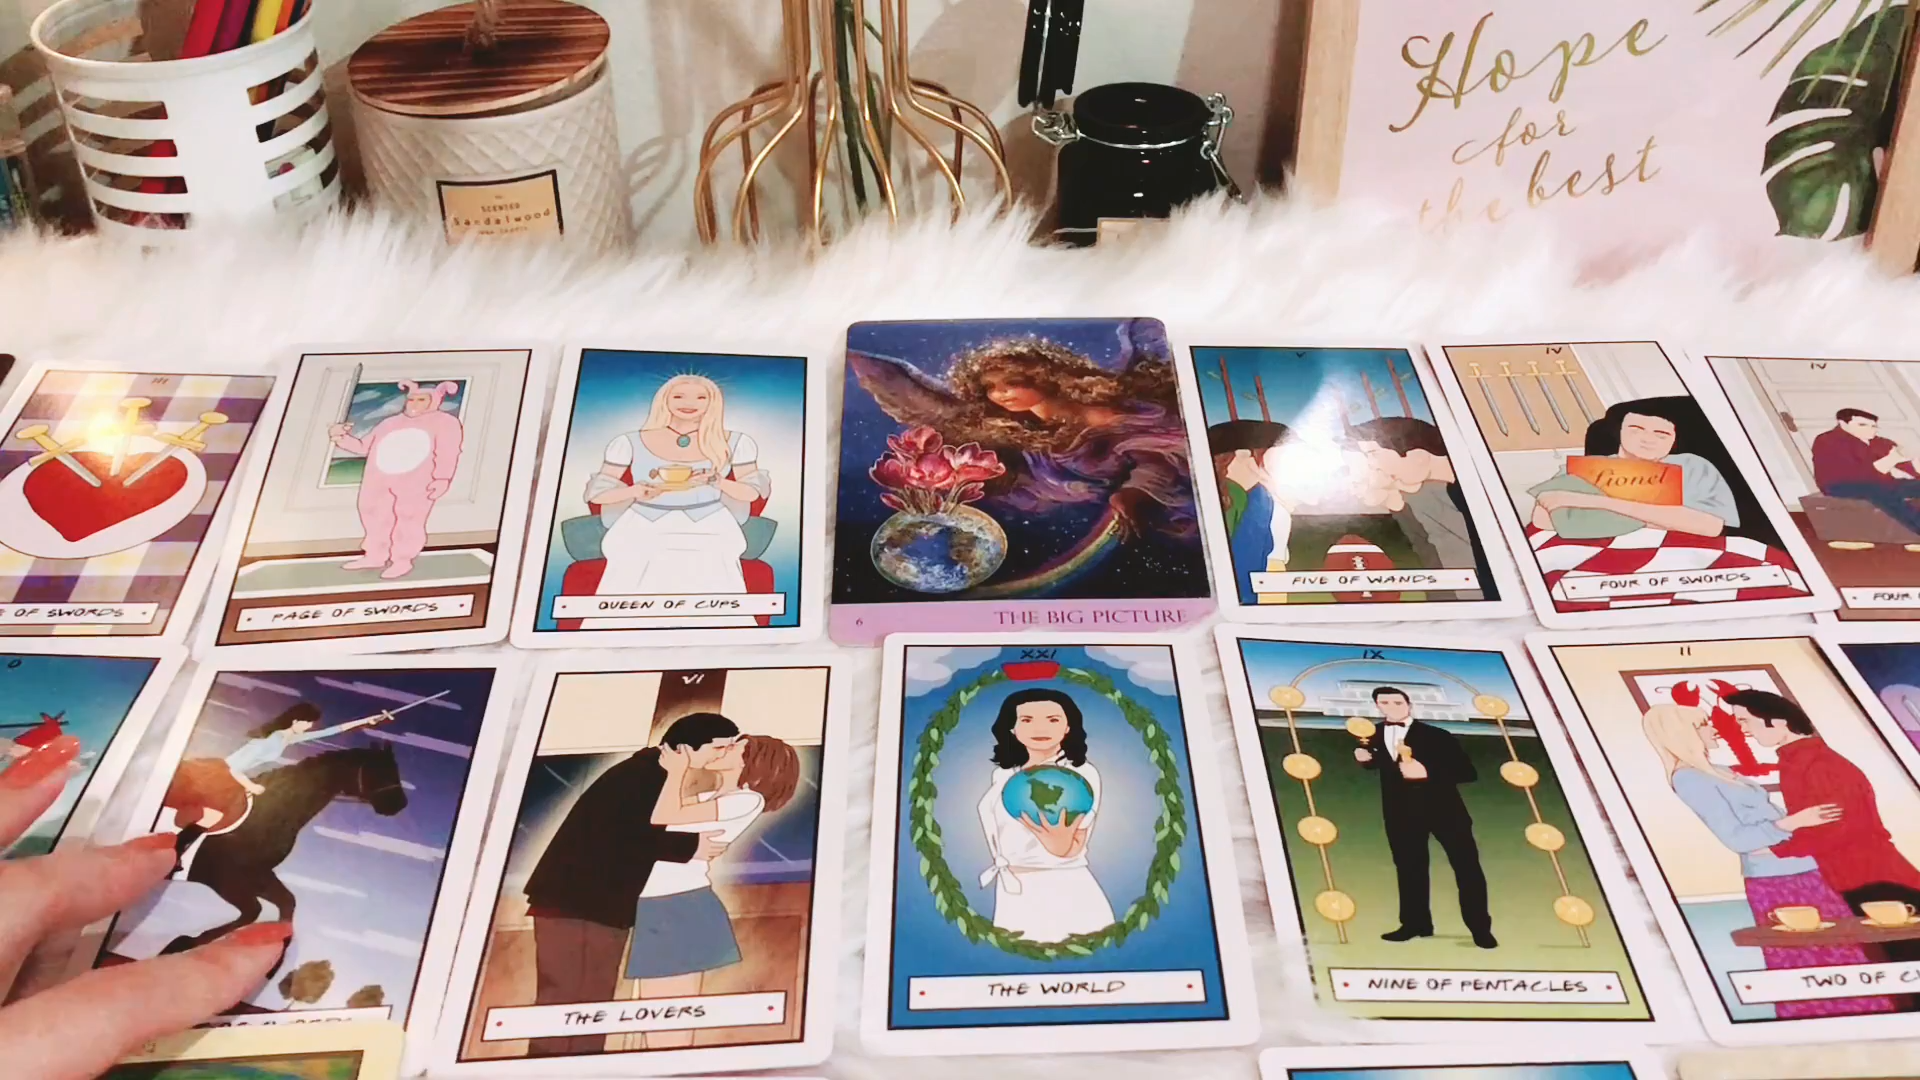 Hope
for
the best
SCENTED
Sandalwood
III
OF SWORDS
PAGE OF SWORDS
QUEEN OF CUPS
6
THE BIG PICTURE
V
FIVE OF WANDS
IV
Lionel
FOUR OF SWORDS
IV
FOUR
0
VI
THE LOVERS
XXI
THE WORLD
IX
NINE OF PENTACLES
II
TWO OF C